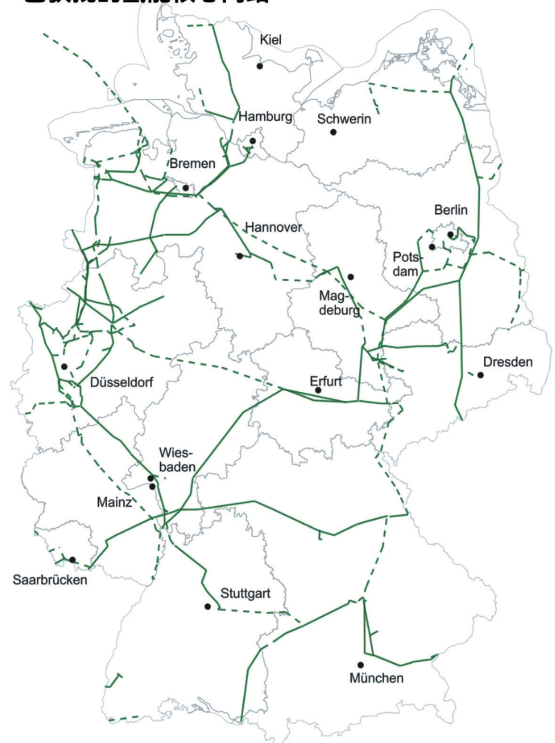 Kiel
Hamburg
Schwerin
Bremen
Berlin
Hannover
Pots-
dam
Mag-
deburg
Dresden
Düsseldorf
Erfurt
Wies-
baden
Mainz
Saarbrücken
Stuttgart
München